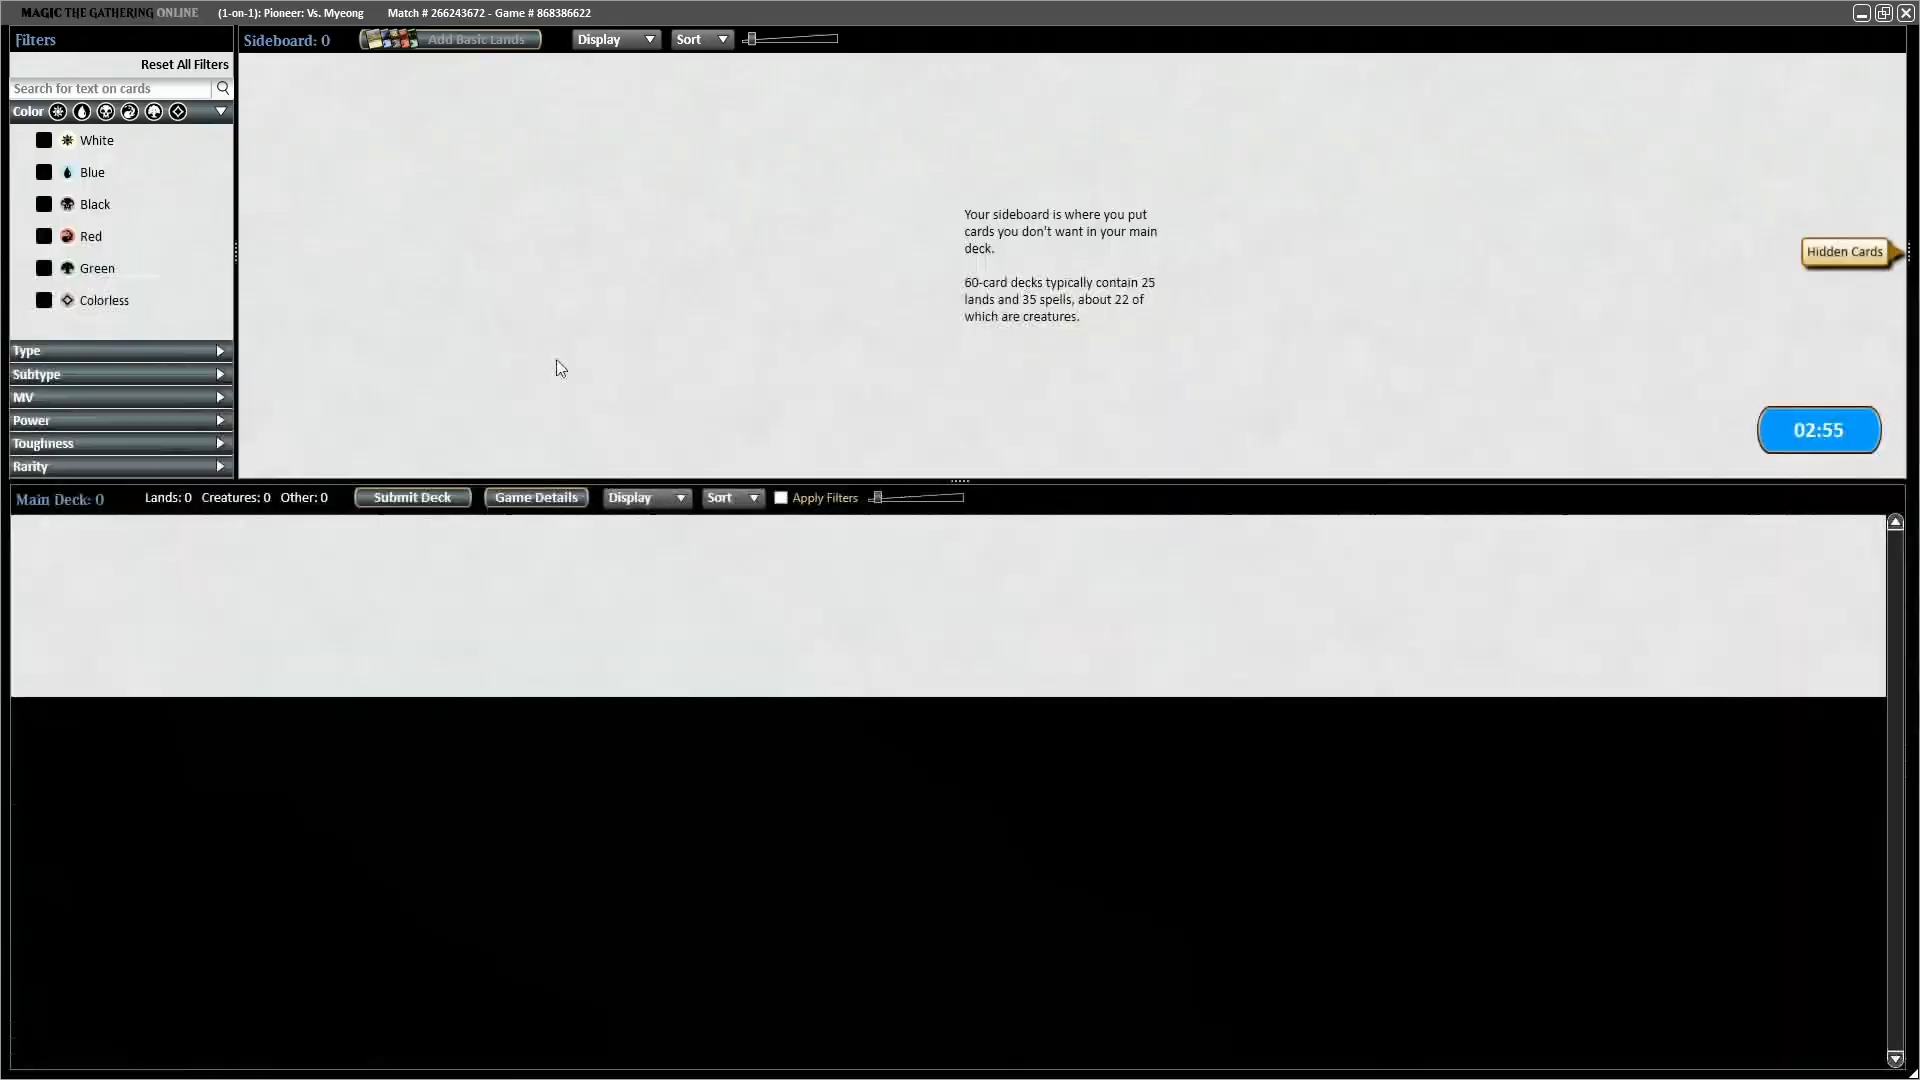 MAGIC THE GATHERING ONLINE (1-on-1): Pioneer: Vs. Myeong Match # 266243672 - Game # 868386622
Filters
Sideboard: 0 Add Basic Lands Display Sort
Reset All Filters
Search for text on cards
Color
White
Blue
Black
Red
Green
Colorless
Type
Subtype
MV
Power
Toughness
Rarity
Your sideboard is where you put
cards you don't want in your main
deck.
60-card decks typically contain 25
lands and 35 spells, about 22 of
which are creatures.
Hidden Cards
02:55
Main Deck: 0 Lands: 0 Creatures: 0 Other: 0 Submit Deck Game Details Display Sort Apply Filters